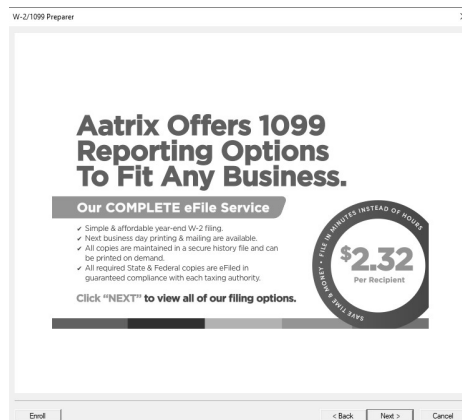 W-2/1099 Preparer
Aatrix Offers 1099
Reporting Options
To Fit Any Business.
Our COMPLETE eFile Service
✓ Simple & affordable year-end W-2 filing.
✓ Next business day printing & mailing are available.
✓ All copies are maintained in a secure history file and can
be printed on demand.
✓ All required State & Federal copies are eFiled in
guaranteed compliance with each taxing authority.
Click "NEXT" to view all of our filing options.
SAVE TIME & MONEY • FILE IN MINUTES INSTEAD OF HOURS
$2.32
Per Recipient
Enroll
< Back
Next >
Cancel